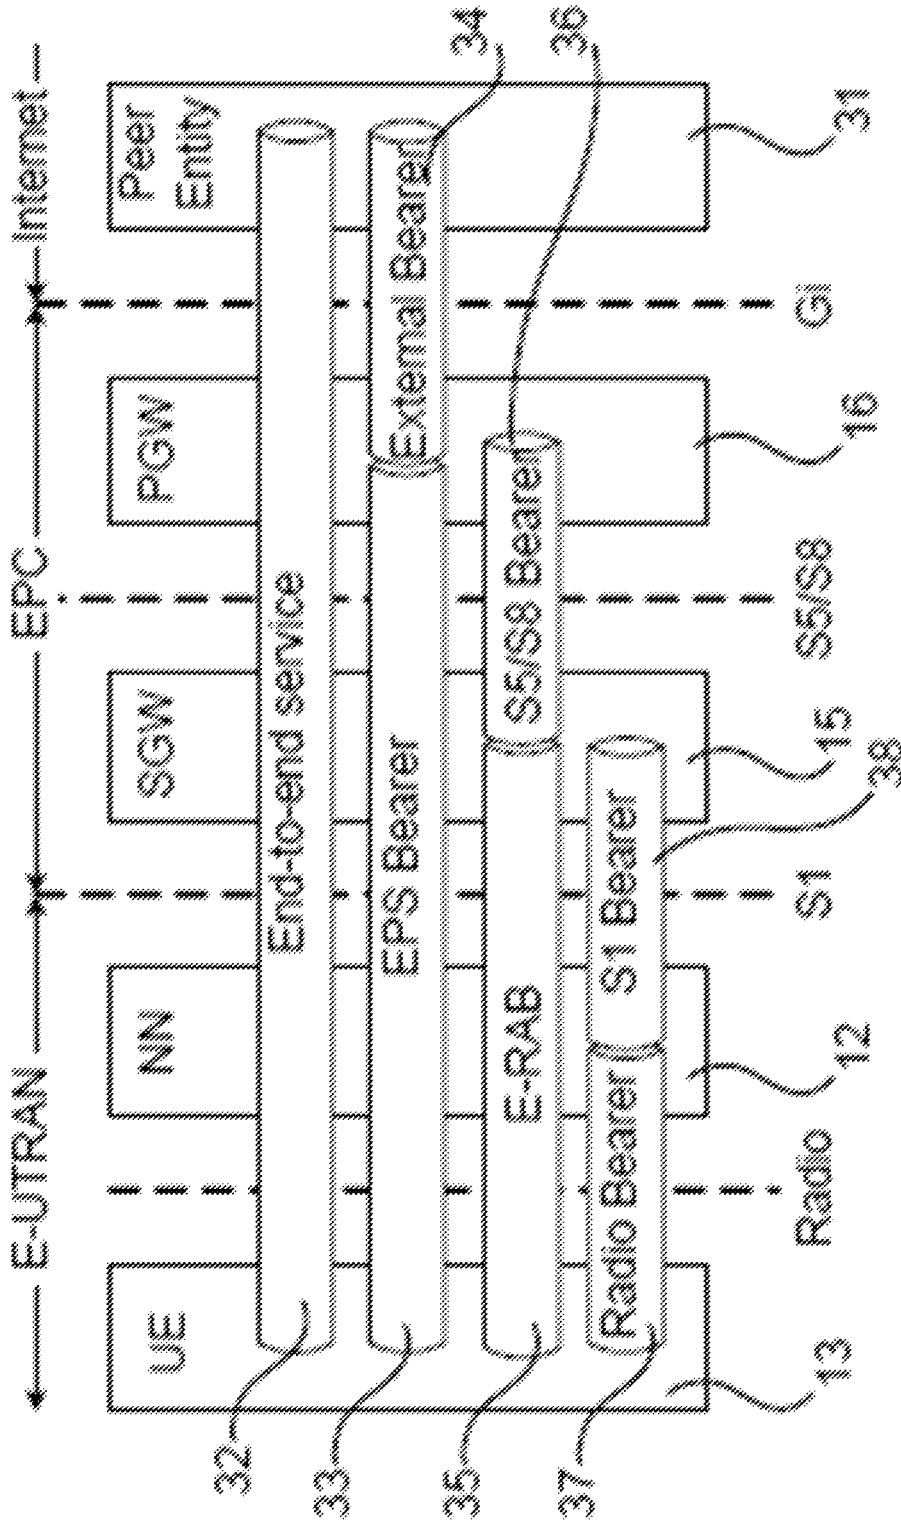 E-UTRAN
EPC
Internet
UE
NN
SGW
PGW
Peer
Entity
32
End-to-end service
33
EPS Bearer
External Bearer
34
35
E-RAB
S5/S8 Bearer
36
37
Radio Bearer
S1 Bearer
38
13
12
15
16
31
Radio
S1
S5/S8
Gi